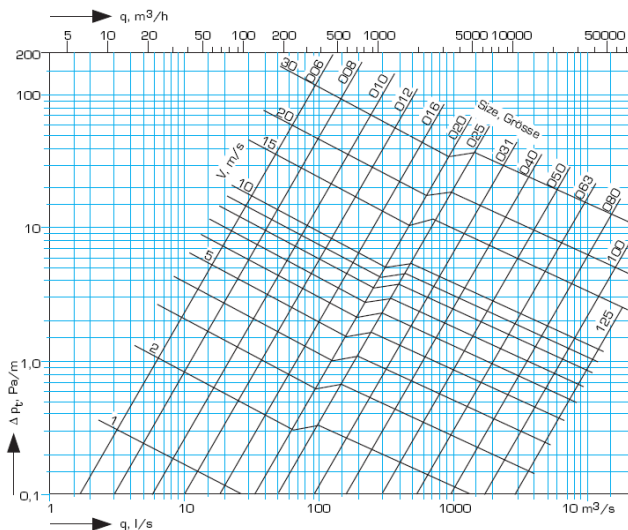 q, m³/h
5 10 20 50 100 200 500 1000 5000 10000 50000
200
100
10
1,0
0,1
Δ pt, Pa/m
30 006 008 010 012 016 020 025 031 040 050 063 080 100 125
Size, Grösse
20
15
V, m/s
10
5
2
1
1 10 100 1000 10 m³/s
q, l/s